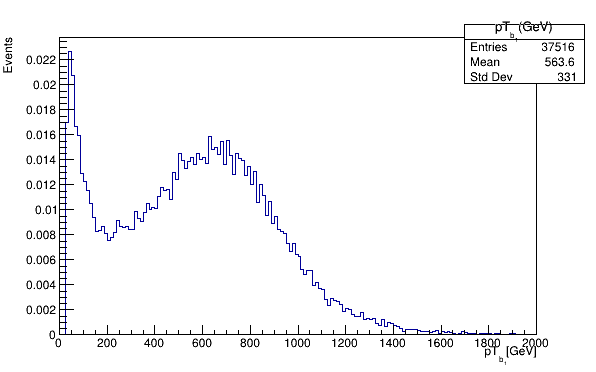 pT_b_1 (GeV)
Entries 37516
Mean 563.6
Std Dev 331
Events
0.022
0.02
0.018
0.016
0.014
0.012
0.01
0.008
0.006
0.004
0.002
0
0 200 400 600 800 1000 1200 1400 1600 1800 2000
pT_b_1 [GeV]